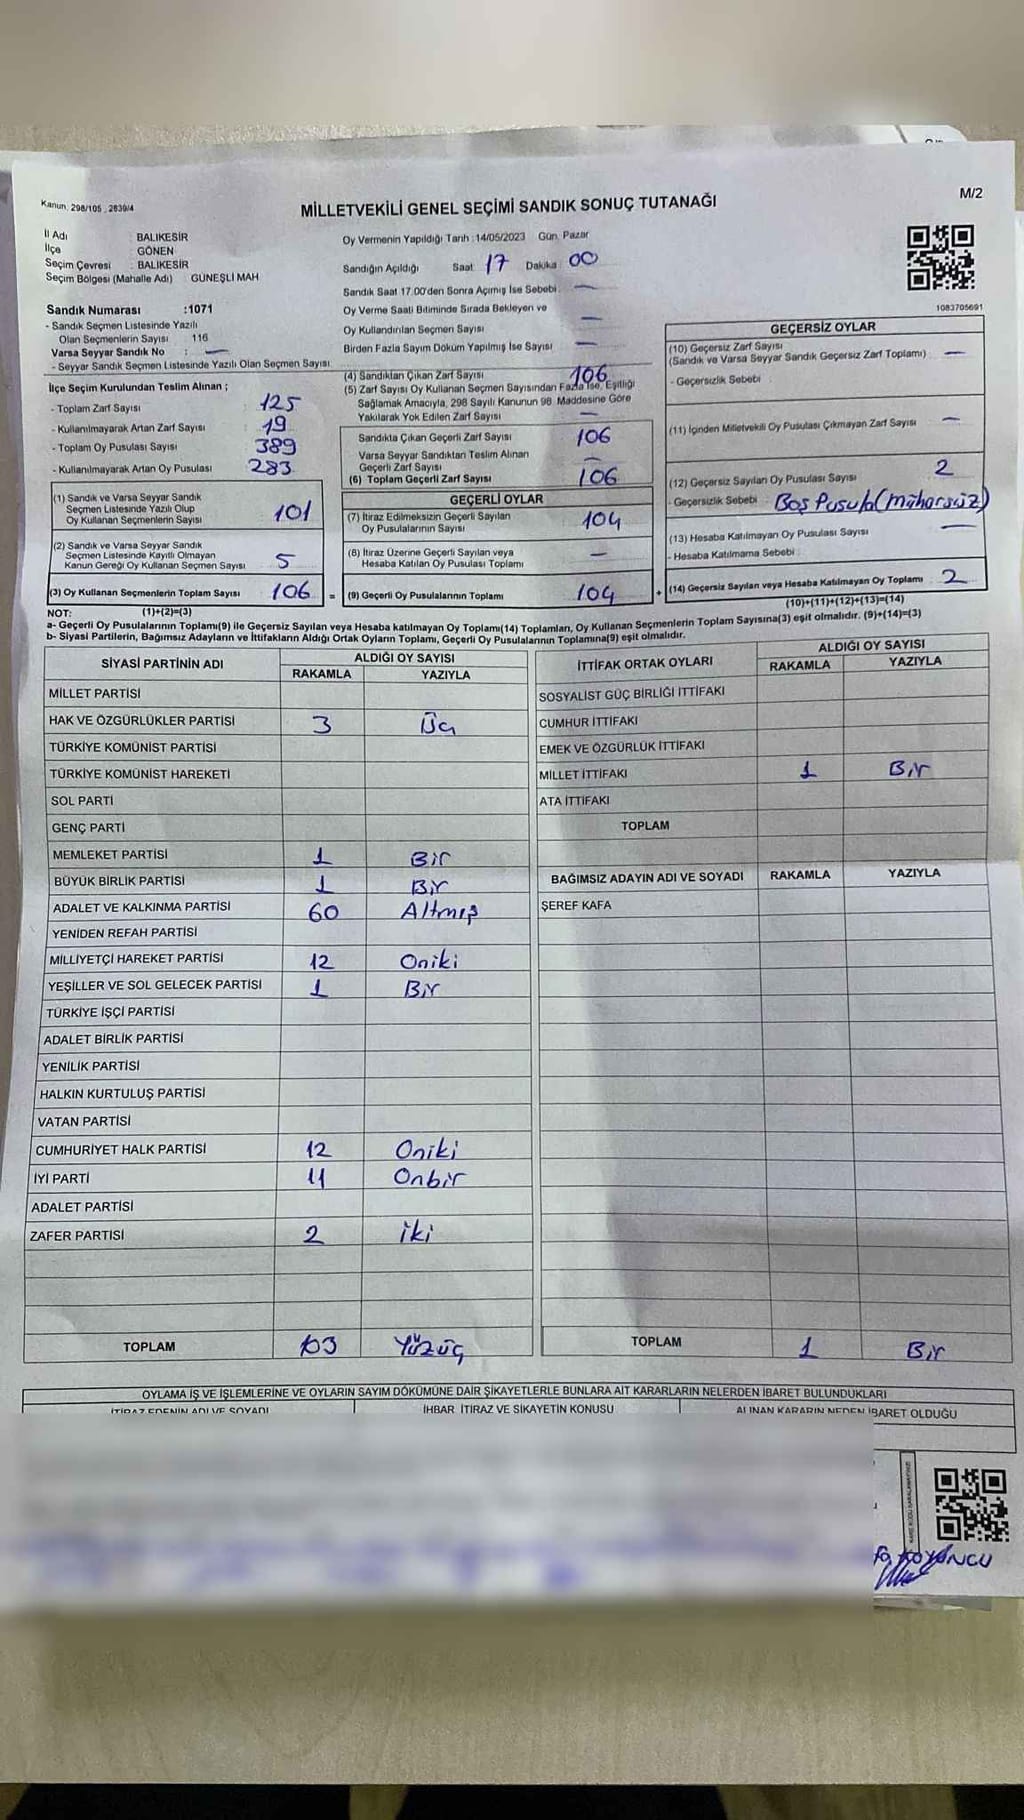 Kanun, 298/105 , 2839/4
MİLLETVEKİLİ GENEL SEÇİMİ SANDIK SONUÇ TUTANAĞI
M/2
İl Adı : BALIKESİR
İlçe : GÖNEN
Seçim Çevresi : BALIKESİR
Seçim Bölgesi (Mahalle Adı) : GÜNEŞLİ MAH
Sandık Numarası :1071
- Sandık Seçmen Listesinde Yazılı
Olan Seçmenlerin Sayısı : 116
Varsa Seyyar Sandık No : —
- Seyyar Sandık Seçmen Listesinde Yazılı Olan Seçmen Sayısı
İlçe Seçim Kurulundan Teslim Alınan ;
- Toplam Zarf Sayısı : 125
- Kullanılmayarak Artan Zarf Sayısı : 19
- Toplam Oy Pusulası Sayısı : 389
- Kullanılmayarak Artan Oy Pusulası : 283
(1) Sandık ve Varsa Seyyar Sandık
Seçmen Listesinde Yazılı Olup
Oy Kullanan Seçmenlerin Sayısı 101
(2) Sandık ve Varsa Seyyar Sandık
Seçmen Listesinde Kayıtlı Olmayan
Kanun Gereği Oy Kullanan Seçmen Sayısı 5
(3) Oy Kullanan Seçmenlerin Toplam Sayısı 106 =
Oy Vermenin Yapıldığı Tarih :14/05/2023 Gün: Pazar
Sandığın Açıldığı Saat 17 Dakika 00
Sandık Saat 17.00'den Sonra Açımış İse Sebebi: —
Oy Verme Saati Bitiminde Sırada Bekleyen ve
Oy Kullandırılan Seçmen Sayısı —
Birden Fazla Sayım Döküm Yapılmış İse Sayısı —
(4) Sandıktan Çıkan Zarf Sayısı 106
(5) Zarf Sayısı Oy Kullanan Seçmen Sayısından Fazla İse, Eşitliği
Sağlamak Amacıyla, 298 Sayılı Kanunun 98. Maddesine Göre
Yakılarak Yok Edilen Zarf Sayısı —
Sandıkta Çıkan Geçerli Zarf Sayısı 106
Varsa Seyyar Sandıktan Teslim Alınan
Geçerli Zarf Sayısı —
(6) Toplam Geçerli Zarf Sayısı 106
GEÇERLİ OYLAR
(7) İtiraz Edilmeksizin Geçerli Sayılan
Oy Pusulalarının Sayısı 104
(8) İtiraz Üzerine Geçerli Sayılan veya
Hesaba Katılan Oy Pusulası Toplamı —
(9) Geçerli Oy Pusulalarının Toplamı 104 +
1083705691
GEÇERSİZ OYLAR
(10) Geçersiz Zarf Sayısı
(Sandık ve Varsa Seyyar Sandık Geçersiz Zarf Toplamı) —
- Geçersizlik Sebebi :
(11) İçinden Milletvekili Oy Pusulası Çıkmayan Zarf Sayısı —
(12) Geçersiz Sayılan Oy Pusulası Sayısı 2
- Geçersizlik Sebebi : Boş Pusula (Mühürsüz)
(13) Hesaba Katılmayan Oy Pusulası Sayısı —
- Hesaba Katılmama Sebebi :
(14) Geçersiz Sayılan veya Hesaba Katılmayan Oy Toplamı 2
(10)+(11)+(12)+(13)=(14)
NOT: (1)+(2)=(3)
a- Geçerli Oy Pusulalarının Toplamı(9) ile Geçersiz Sayılan veya Hesaba katılmayan Oy Toplamı(14) Toplamları, Oy Kullanan Seçmenlerin Toplam Sayısına(3) eşit olmalıdır. (9)+(14)=(3)
b- Siyasi Partilerin, Bağımsız Adayların ve İttifakların Aldığı Ortak Oyların Toplamı, Geçerli Oy Pusulalarının Toplamına(9) eşit olmalıdır.
SİYASİ PARTİNİN ADI ALDIĞI OY SAYISI
RAKAMLA YAZIYLA
MİLLET PARTİSİ
HAK VE ÖZGÜRLÜKLER PARTİSİ 3 Üç
TÜRKİYE KOMÜNİST PARTİSİ
TÜRKİYE KOMÜNİST HAREKETİ
SOL PARTİ
GENÇ PARTİ
MEMLEKET PARTİSİ 1 Bir
BÜYÜK BİRLİK PARTİSİ 1 Bir
ADALET VE KALKINMA PARTİSİ 60 Altmış
YENİDEN REFAH PARTİSİ
MİLLİYETÇİ HAREKET PARTİSİ 12 Oniki
YEŞİLLER VE SOL GELECEK PARTİSİ 1 Bir
TÜRKİYE İŞÇİ PARTİSİ
ADALET BİRLİK PARTİSİ
YENİLİK PARTİSİ
HALKIN KURTULUŞ PARTİSİ
VATAN PARTİSİ
CUMHURİYET HALK PARTİSİ 12 Oniki
İYİ PARTİ 11 Onbir
ADALET PARTİSİ
ZAFER PARTİSİ 2 iki
TOPLAM 103 Yüzüç
İTTİFAK ORTAK OYLARI ALDIĞI OY SAYISI
RAKAMLA YAZIYLA
SOSYALİST GÜÇ BİRLİĞİ İTTİFAKI
CUMHUR İTTİFAKI
EMEK VE ÖZGÜRLÜK İTTİFAKI
MİLLET İTTİFAKI 1 Bir
ATA İTTİFAKI
TOPLAM
BAĞIMSIZ ADAYIN ADI VE SOYADI RAKAMLA YAZIYLA
ŞEREF KAFA
TOPLAM 1 Bir
OYLAMA İŞ VE İŞLEMLERİNE VE OYLARIN SAYIM DÖKÜMÜNE DAİR ŞİKAYETLERLE BUNLARA AİT KARARLARIN NELERDEN İBARET BULUNDUKLARI
İTİRAZ EDENİN ADI VE SOYADI İHBAR, İTİRAZ VE ŞİKAYETİN KONUSU ALINAN KARARIN NEDEN İBARET OLDUĞU
KOYUNCU